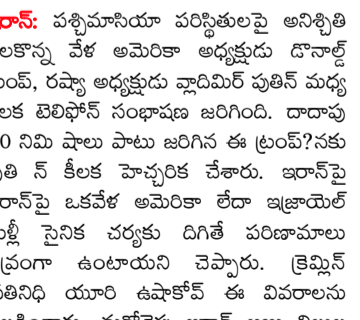 రాన్: పశ్చిమాసియా పరిస్థితులపై అనిశ్చితి
లకొన్న వేళ అమెరికా అధ్యక్షుడు డొనాల్డ్
ంప్, రష్యా అధ్యక్షుడు వ్లాదిమిర్ పుతిన్ మధ్య
లక టెలిఫోన్ సంభాషణ జరిగింది. దాదాపు
0 నిమి షాలు పాటు జరిగిన ఈ ట్రంప్?నకు
తి న్ కీలక హెచ్చరిక చేశారు. ఇరాన్‌పై
రాన్‌పై ఒకవేళ అమెరికా లేదా ఇజ్రాయెల్
ళ్లీ సైనిక చర్యకు దిగితే పరిణామాలు
వ్రంగా ఉంటాయని చెప్పారు. క్రెమ్లిన్
తినిధి యూరి ఉషాకోవ్ ఈ వివరాలను